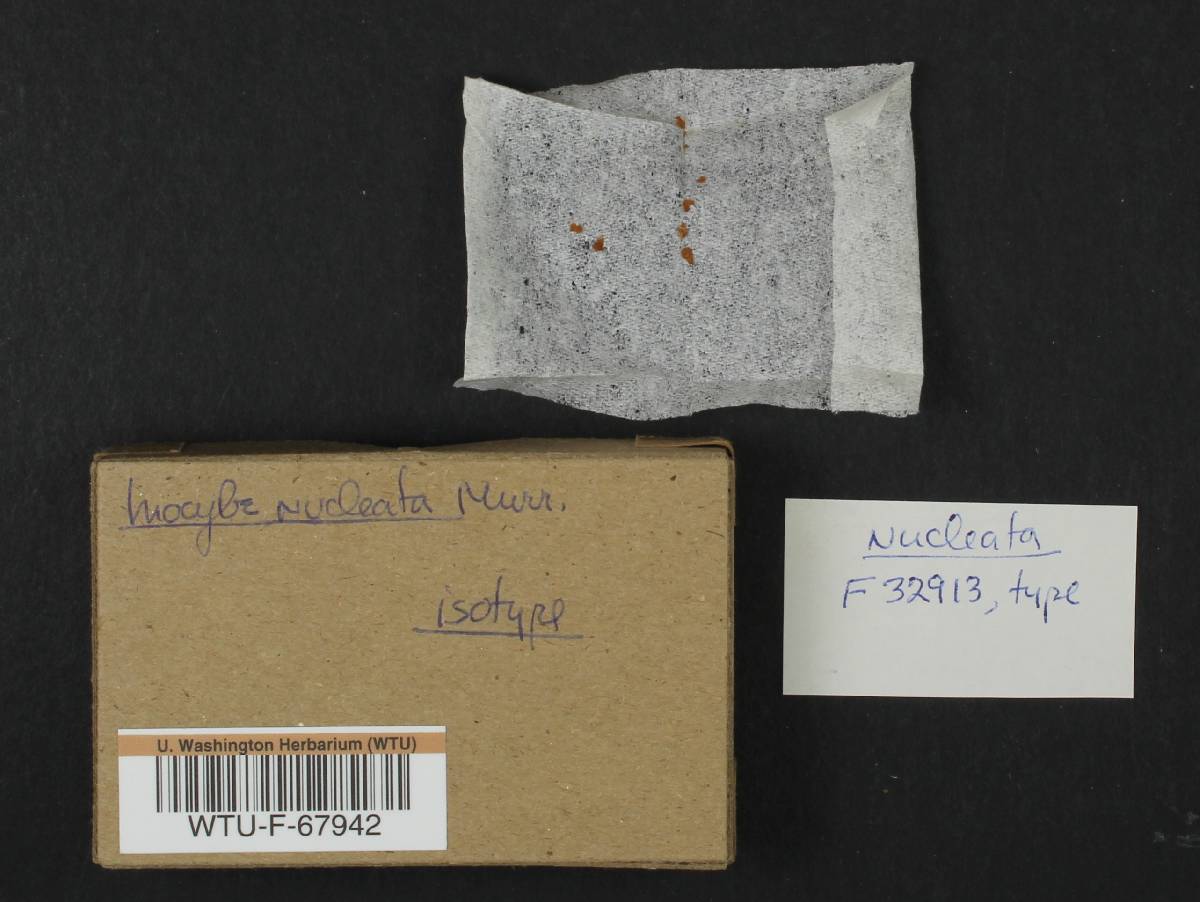 Inocybe nucleata Murr.
isotype
U. Washington Herbarium (WTU)
WTU-F-67942
nucleata
F 32913, type